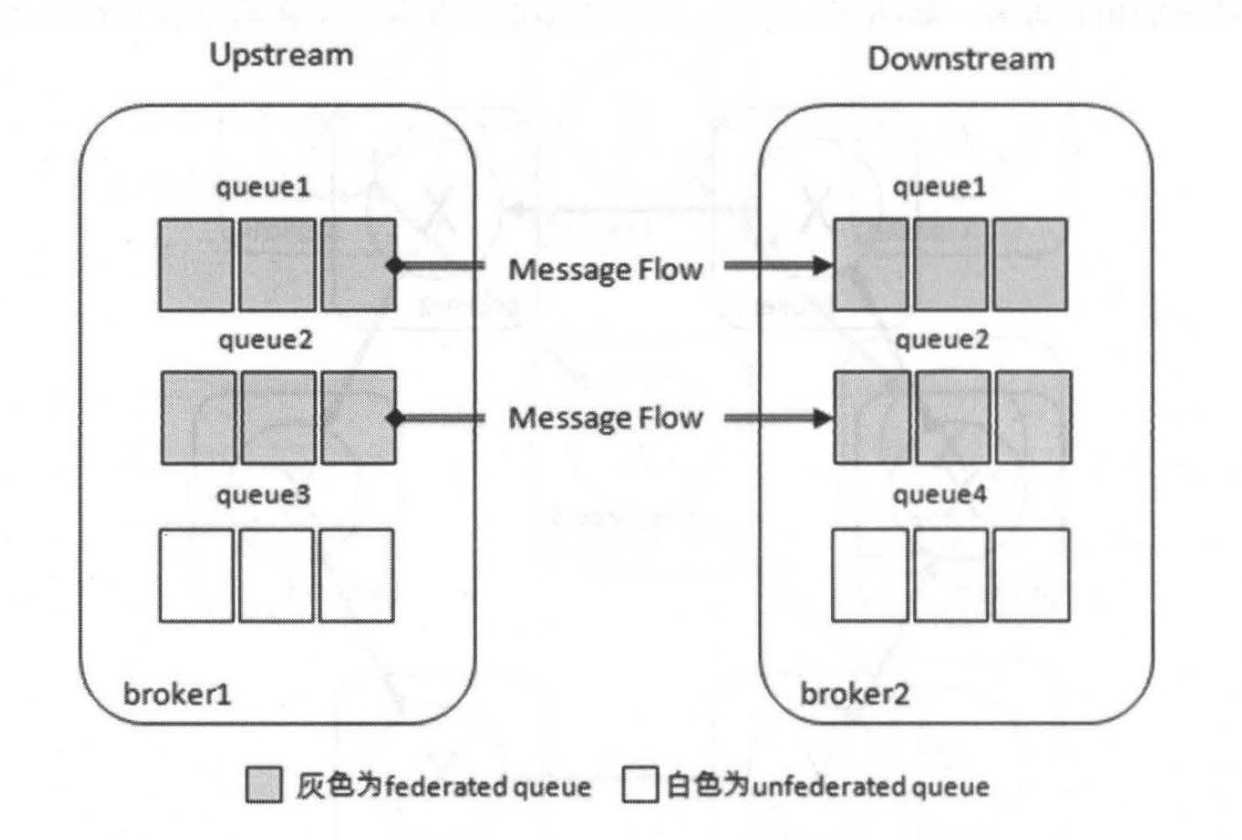 Upstream
Downstream
queue1
queue1
Message Flow
queue2
queue2
Message Flow
queue3
queue4
broker1
broker2
灰色为federated queue
白色为unfederated queue